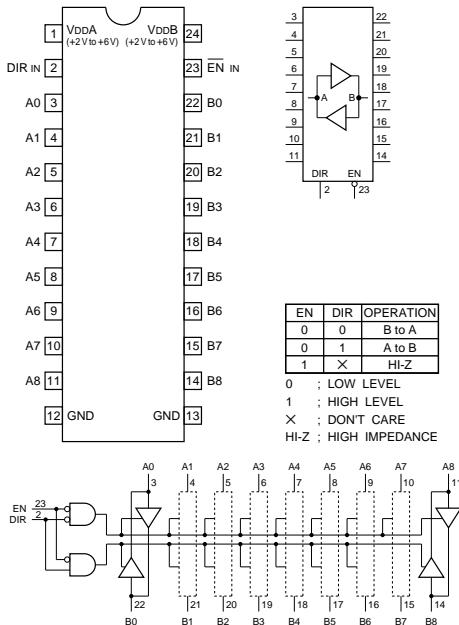 1 VDDA (+2V to +6V) VDDB (+2V to +6V) 24
DIR IN 2 23 EN IN
A0 3 22 B0
A1 4 21 B1
A2 5 20 B2
A3 6 19 B3
A4 7 18 B4
A5 8 17 B5
A6 9 16 B6
A7 10 15 B7
A8 11 14 B8
12 GND GND 13
3 22
4 21
5 20
6 19
7 A B 18
8 17
9 16
10 15
11 14
DIR EN
2 23
EN DIR OPERATION
0 0 B to A
0 1 A to B
1 × HI-Z
0 ; LOW LEVEL
1 ; HIGH LEVEL
× ; DON'T CARE
HI-Z ; HIGH IMPEDANCE
A0 A1 A2 A3 A4 A5 A6 A7 A8
3 4 5 6 7 8 9 10 11
EN 23
DIR 2
22 21 20 19 18 17 16 15 14
B0 B1 B2 B3 B4 B5 B6 B7 B8